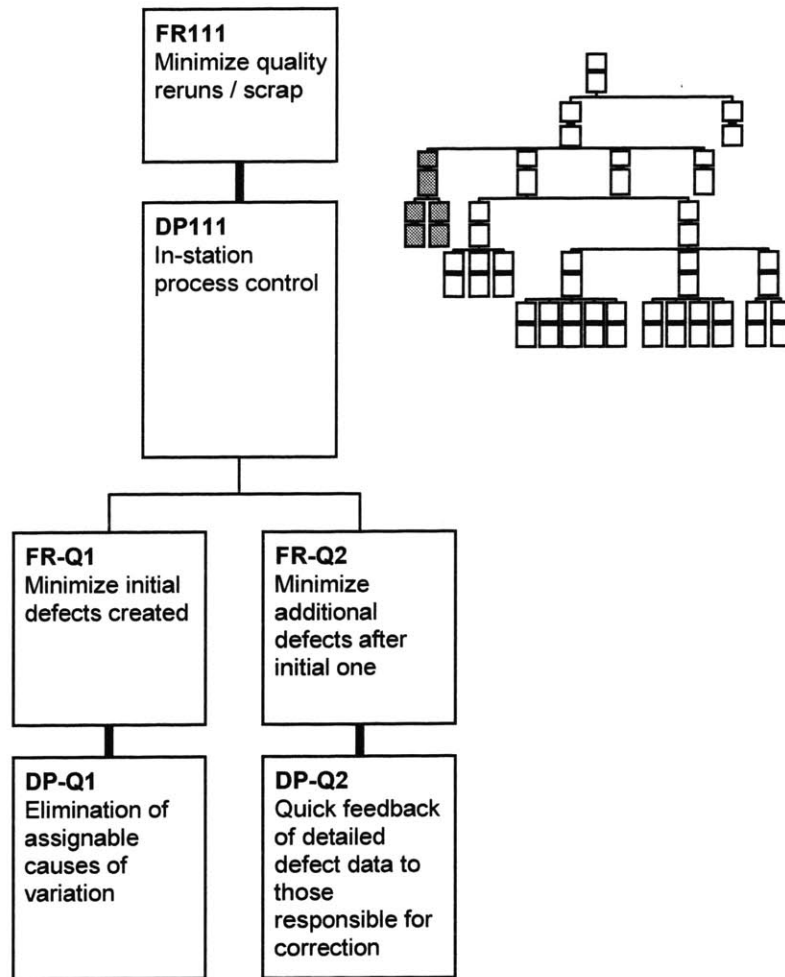 FR111
Minimize quality
reruns / scrap
DP111
In-station
process control
FR-Q1
Minimize initial
defects created
FR-Q2
Minimize
additional
defects after
initial one
DP-Q1
Elimination of
assignable
causes of
variation
DP-Q2
Quick feedback
of detailed
defect data to
those
responsible for
correction